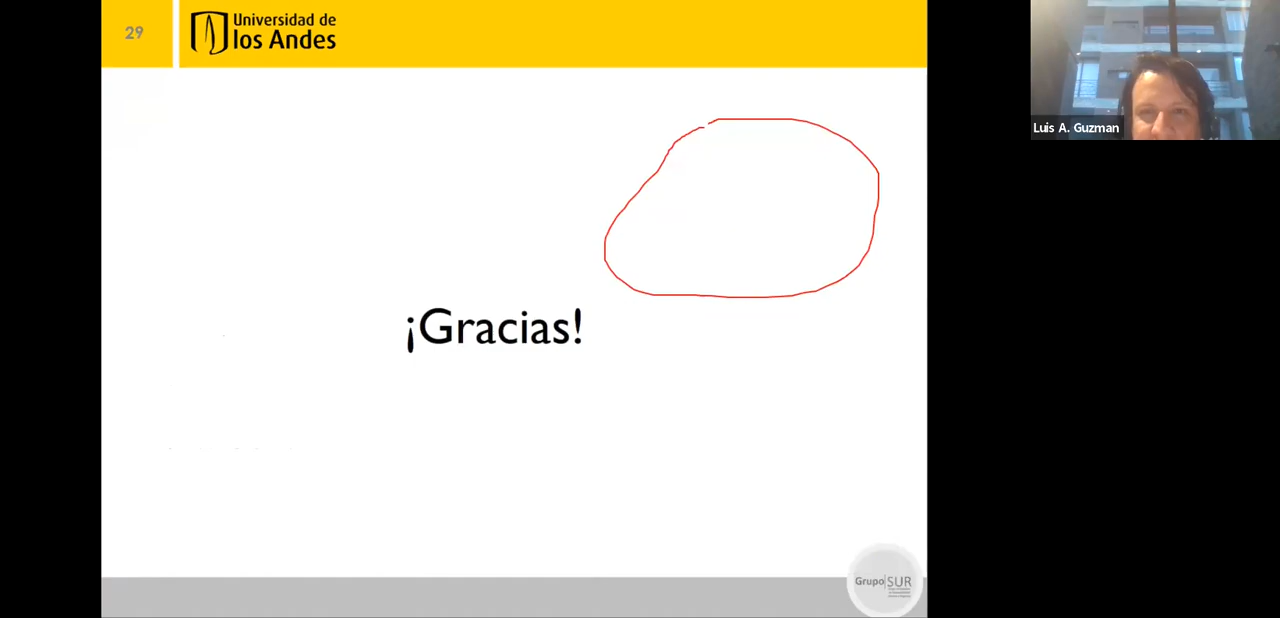 29
Universidad de
los Andes
Luis A. Guzman
¡Gracias!
Grupo|SUR